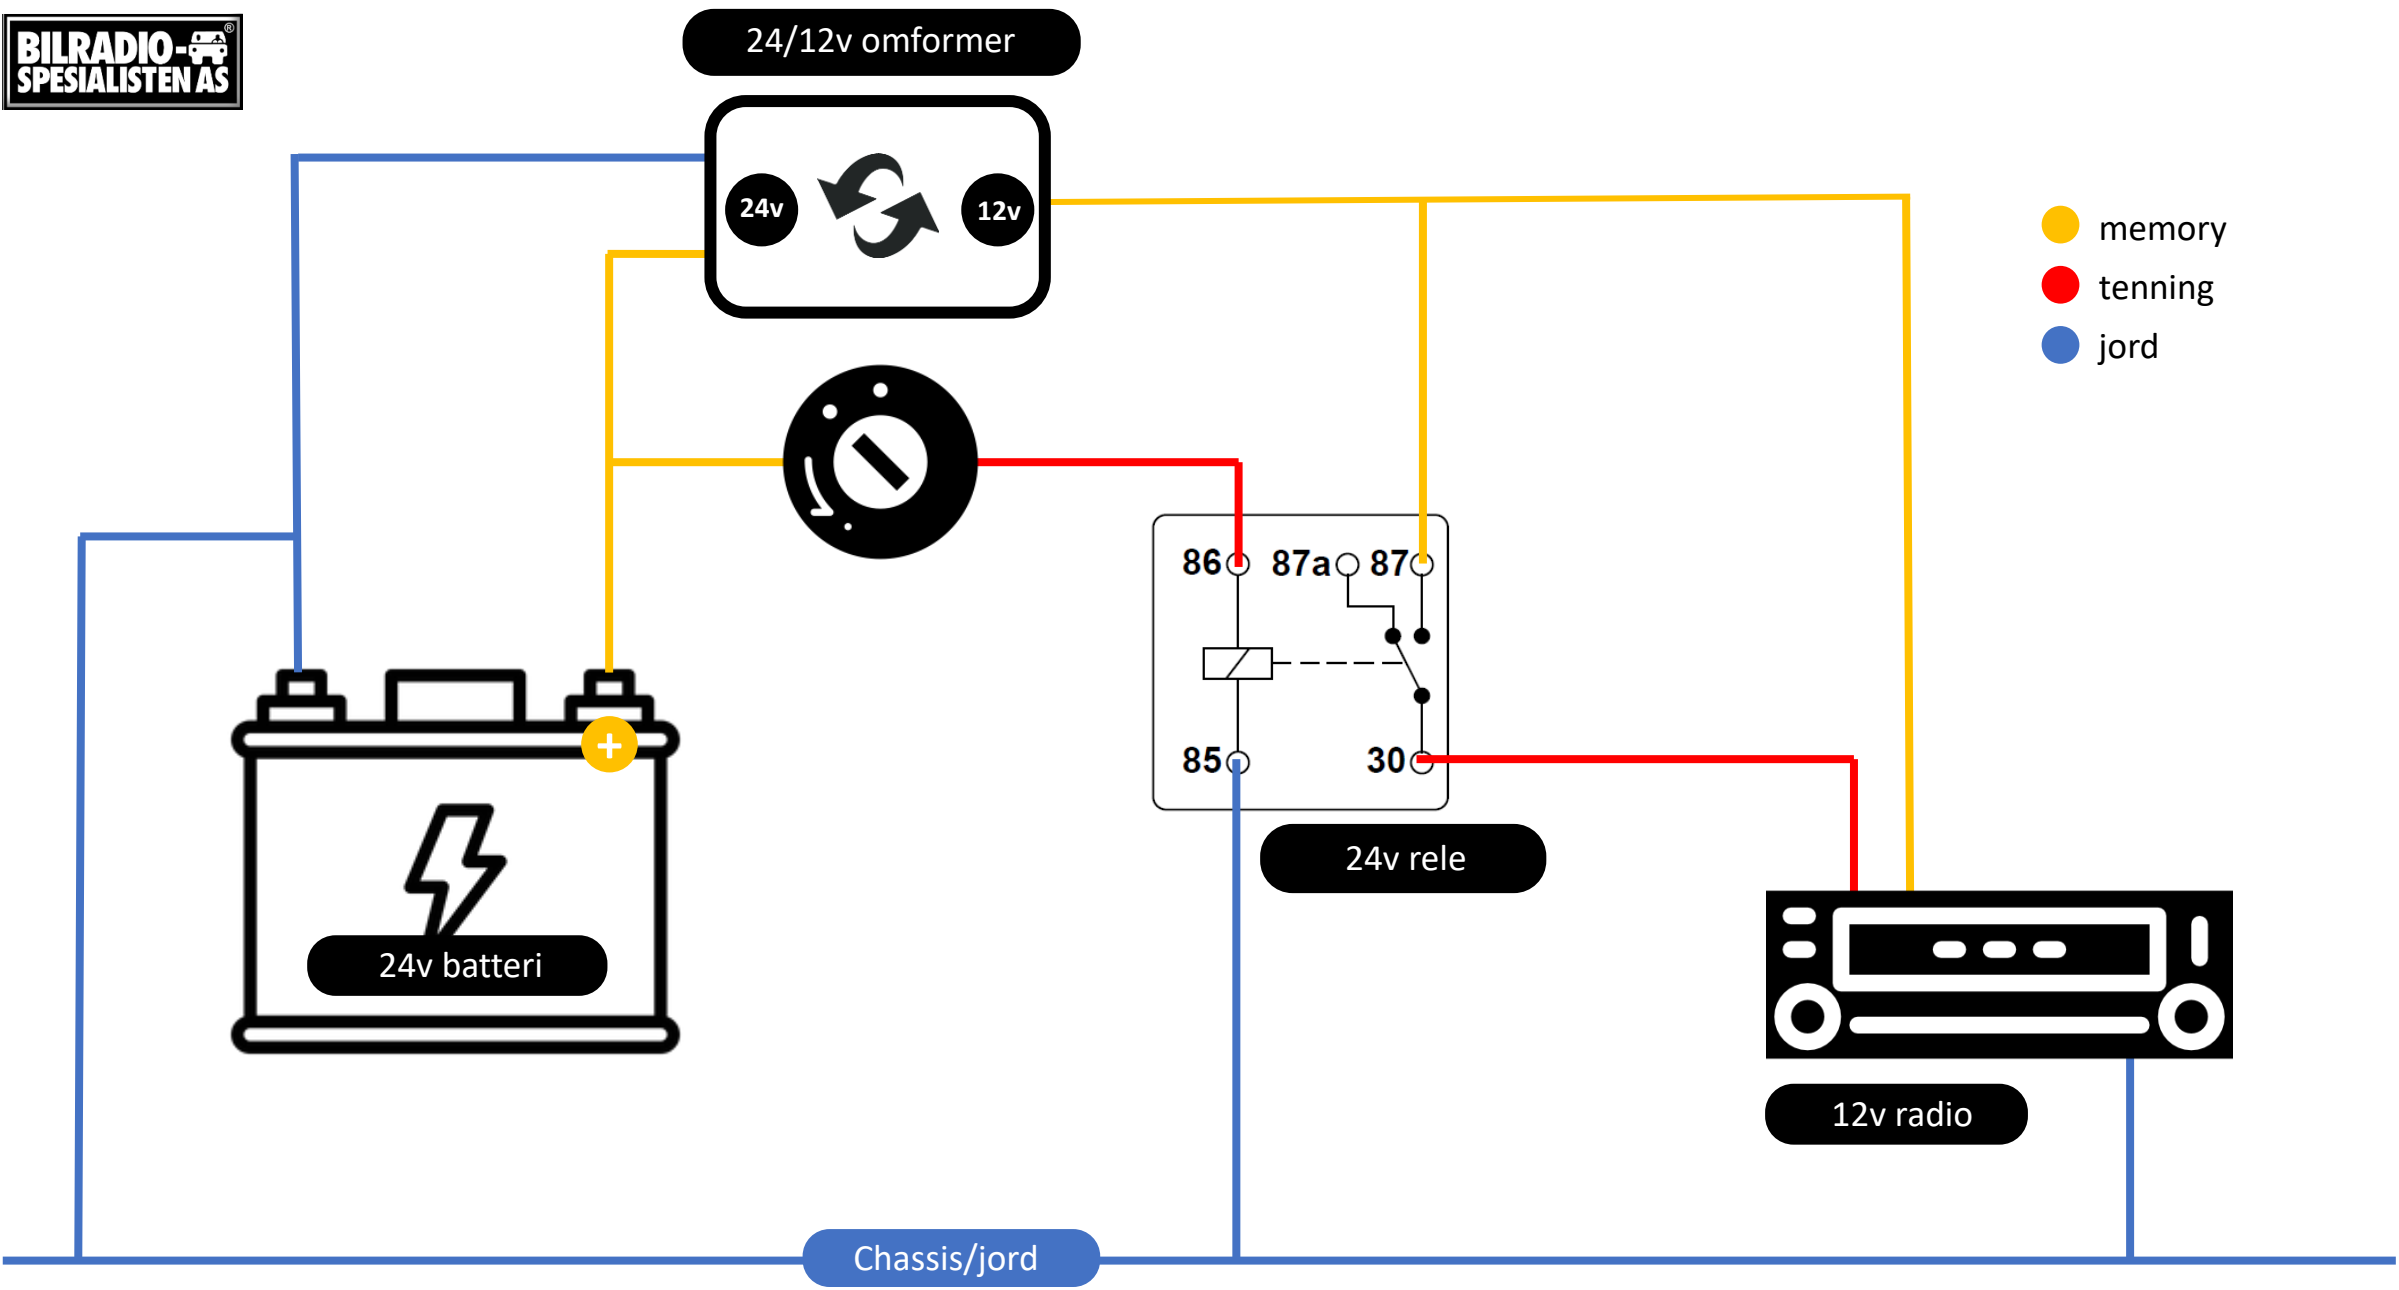 BILRADIO-
®
SPESIALISTEN AS
24/12v omformer
24v
12v
memory
tenning
jord
86
87a
87
85
30
24v rele
+
24v batteri
12v radio
Chassis/jord